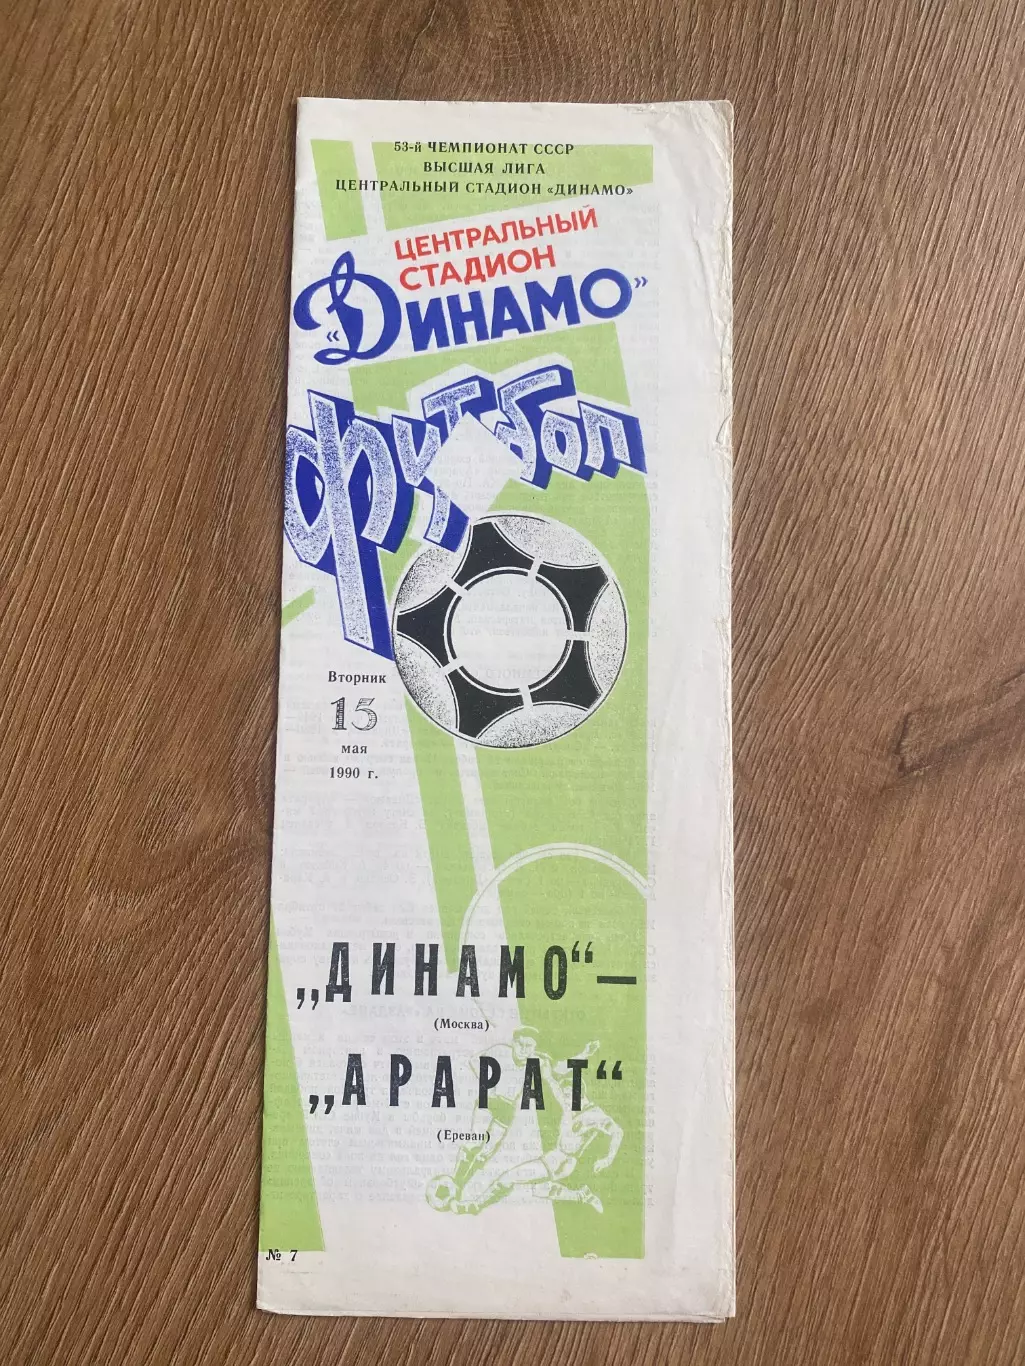 53-й ЧЕМПИОНАТ СССР
ВЫСШАЯ ЛИГА
ЦЕНТРАЛЬНЫЙ СТАДИОН «ДИНАМО»
ЦЕНТРАЛЬНЫЙ
СТАДИОН
«ДИНАМО»
футбол
Вторник
15
мая
1990 г.
„ДИНАМО“—
(Москва)
„АРАРАТ“
(Ереван)
№ 7